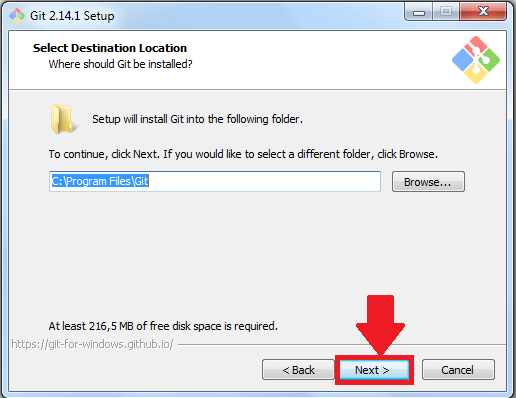 Git 2.14.1 Setup
Select Destination Location
Where should Git be installed?
Setup will install Git into the following folder.
To continue, click Next. If you would like to select a different folder, click Browse.
C:\Program Files\Git
Browse...
At least 216,5 MB of free disk space is required.
https://git-for-windows.github.io/
< Back
Next >
Cancel